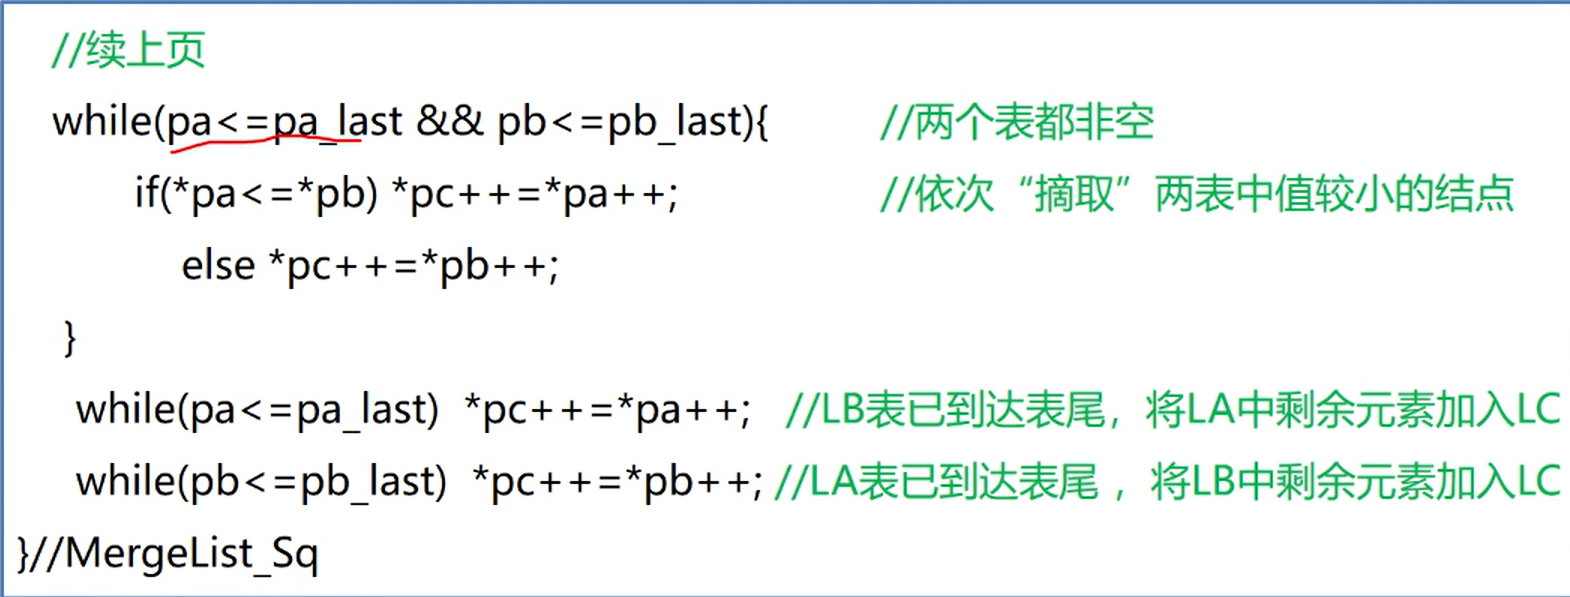 //续上页
while(pa<=pa_last && pb<=pb_last){ //两个表都非空
if(*pa<=*pb) *pc++=*pa++; //依次“摘取”两表中值较小的结点
else *pc++=*pb++;
}
while(pa<=pa_last) *pc++=*pa++; //LB表已到达表尾，将LA中剩余元素加入LC
while(pb<=pb_last) *pc++=*pb++; //LA表已到达表尾，将LB中剩余元素加入LC
}//MergeList_Sq